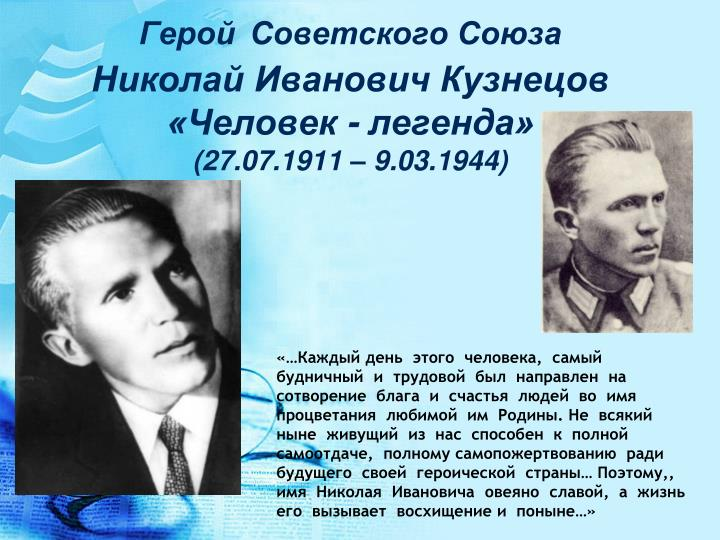 Герой Советского Союза
Николай Иванович Кузнецов
«Человек - легенда»
(27.07.1911 – 9.03.1944)
«…Каждый день этого человека, самый
будничный и трудовой был направлен на
сотворение блага и счастья людей во имя
процветания любимой им Родины. Не всякий
ныне живущий из нас способен к полной
самоотдаче, полному самопожертвованию ради
будущего своей героической страны… Поэтому,,
имя Николая Ивановича овеяно славой, а жизнь
его вызывает восхищение и поныне…»